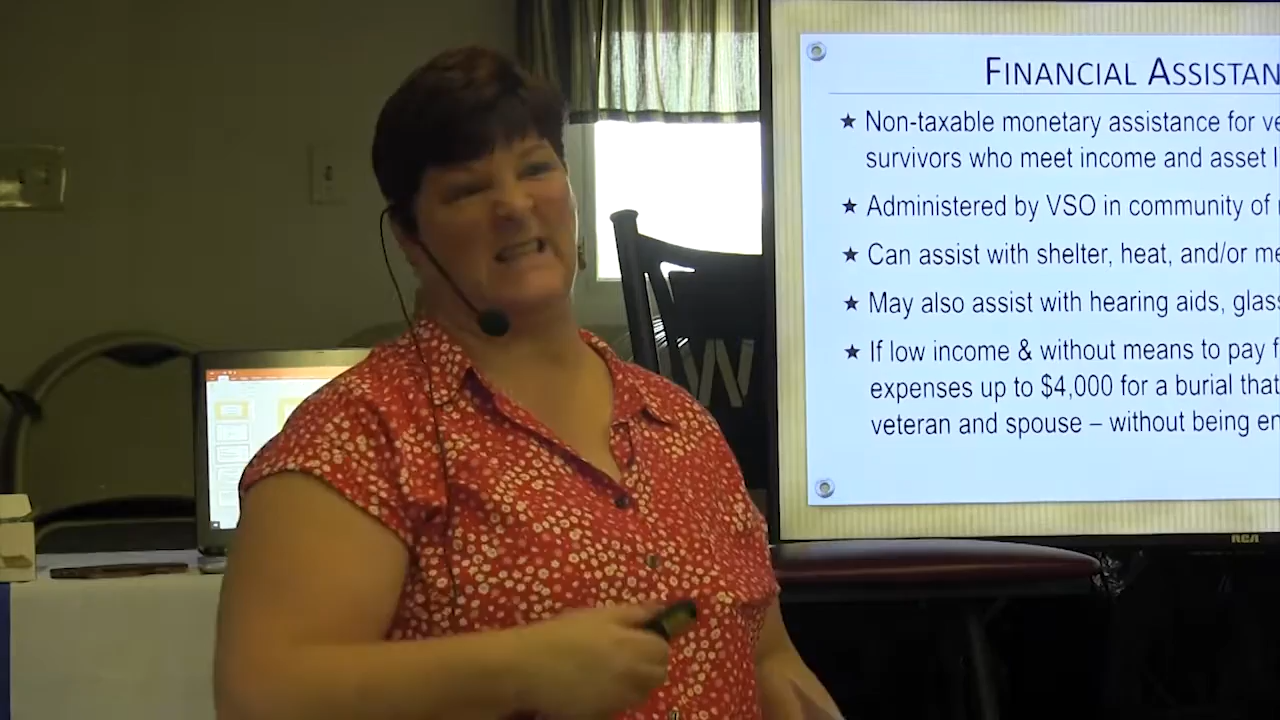 FINANCIAL ASSISTAN
★ Non-taxable monetary assistance for ve
survivors who meet income and asset l
★ Administered by VSO in community of
★ Can assist with shelter, heat, and/or me
★ May also assist with hearing aids, glas
★ If low income & without means to pay f
expenses up to $4,000 for a burial that
veteran and spouse – without being en
RCA
W